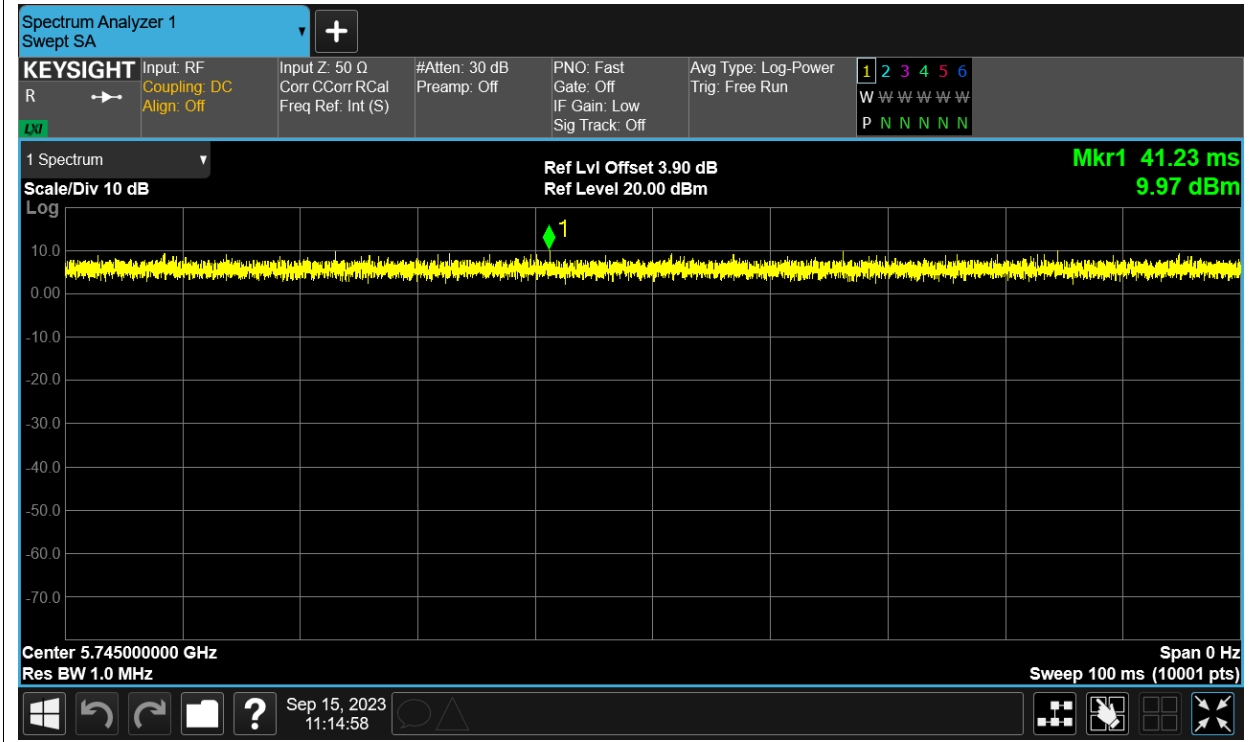 Spectrum Analyzer 1
Swept SA
KEYSIGHT
R
LXI
Input: RF
Coupling: DC
Align: Off
Input Z: 50 Ω
Corr CCorr RCal
Freq Ref: Int (S)
#Atten: 30 dB
Preamp: Off
PNO: Fast
Gate: Off
IF Gain: Low
Sig Track: Off
Avg Type: Log-Power
Trig: Free Run
1 2 3 4 5 6
W W W W W W
P N N N N N
1 Spectrum
Scale/Div 10 dB
Log
Ref Lvl Offset 3.90 dB
Ref Level 20.00 dBm
Mkr1 41.23 ms
9.97 dBm
1
10.0
0.00
-10.0
-20.0
-30.0
-40.0
-50.0
-60.0
-70.0
Center 5.745000000 GHz
Res BW 1.0 MHz
Span 0 Hz
Sweep 100 ms (10001 pts)
?
Sep 15, 2023
11:14:58